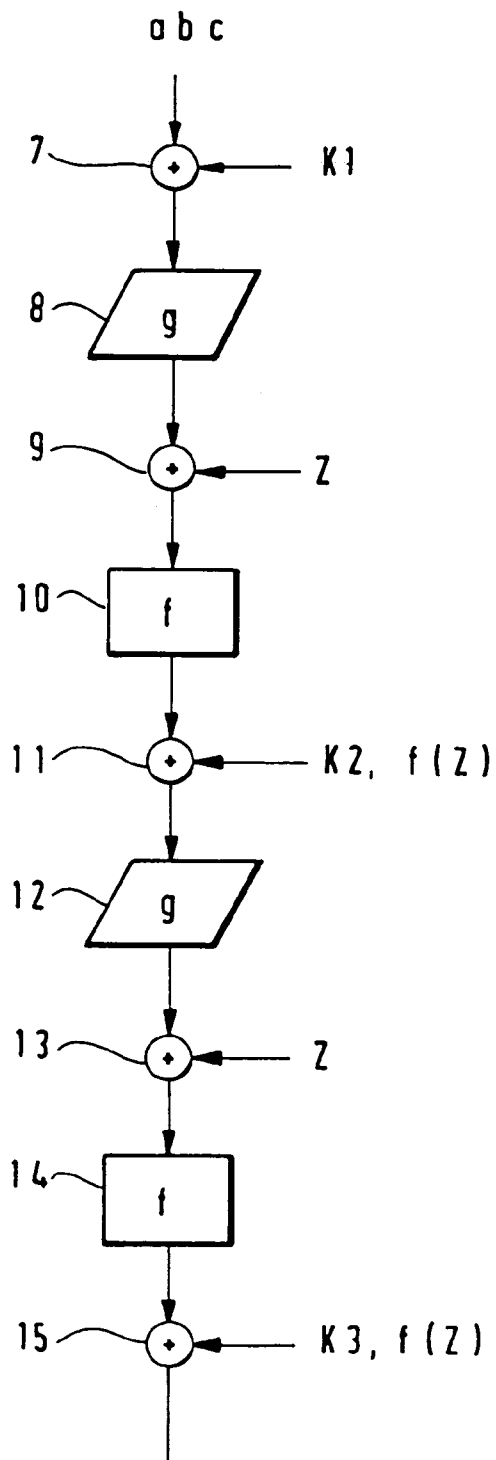 a b c
7 + K1
8 g
9 + Z
10 f
11 + K2, f(Z)
12 g
13 + Z
14 f
15 + K3, f(Z)